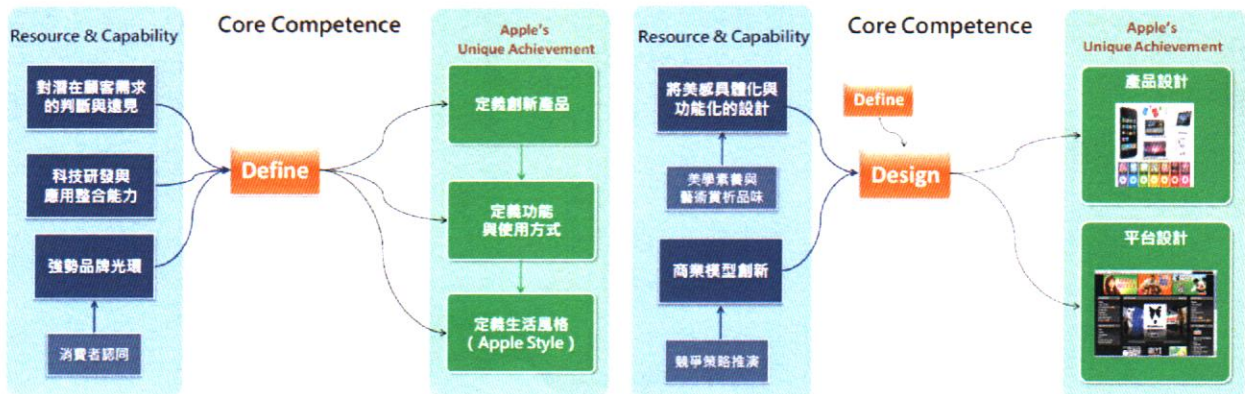 Resource & Capability
Core Competence
Apple's
Unique Achievement
對潛在顧客需求
的判斷與遠見
科技研發與
應用整合能力
強勢品牌光環
消費者認同
Define
定義創新產品
定義功能
與使用方式
定義生活風格
( Apple Style )
Resource & Capability
Core Competence
Apple's
Unique Achievement
將美感具體化與
功能化的設計
美學素養與
藝術賞析品味
商業模型創新
競爭策略推演
Define
Design
產品設計
平台設計